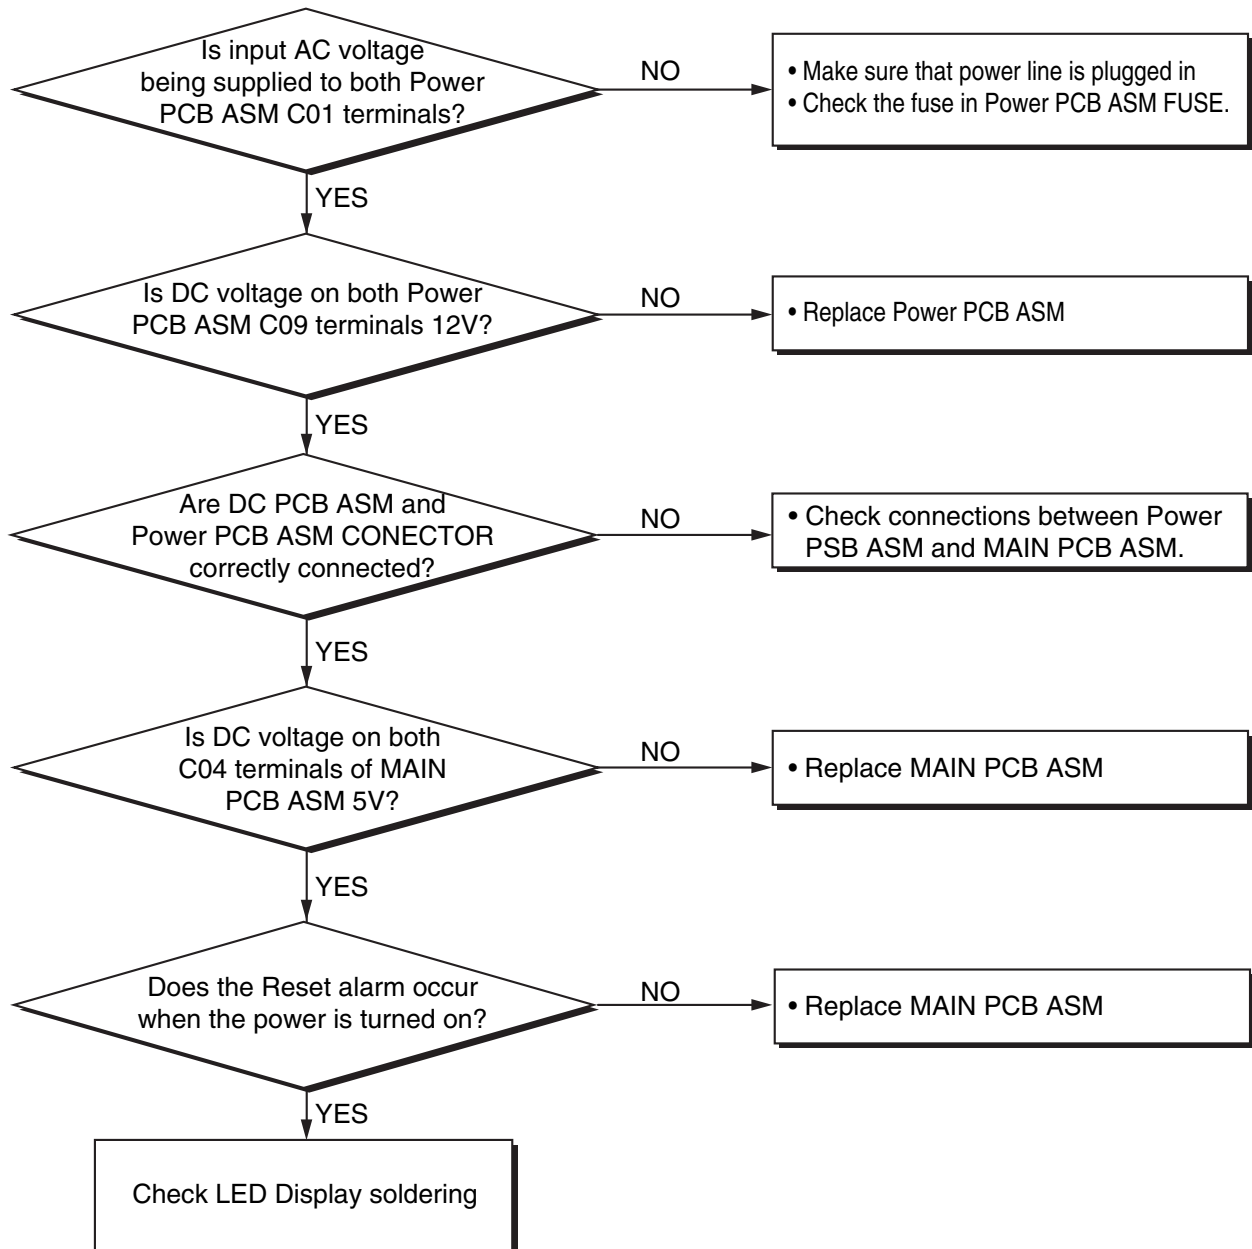 Is input AC voltage
being supplied to both Power
PCB ASM C01 terminals?
NO
• Make sure that power line is plugged in
• Check the fuse in Power PCB ASM FUSE.
YES
Is DC voltage on both Power
PCB ASM C09 terminals 12V?
NO
• Replace Power PCB ASM
YES
Are DC PCB ASM and
Power PCB ASM CONECTOR
correctly connected?
NO
• Check connections between Power
PSB ASM and MAIN PCB ASM.
YES
Is DC voltage on both
C04 terminals of MAIN
PCB ASM 5V?
NO
• Replace MAIN PCB ASM
YES
Does the Reset alarm occur
when the power is turned on?
NO
• Replace MAIN PCB ASM
YES
Check LED Display soldering